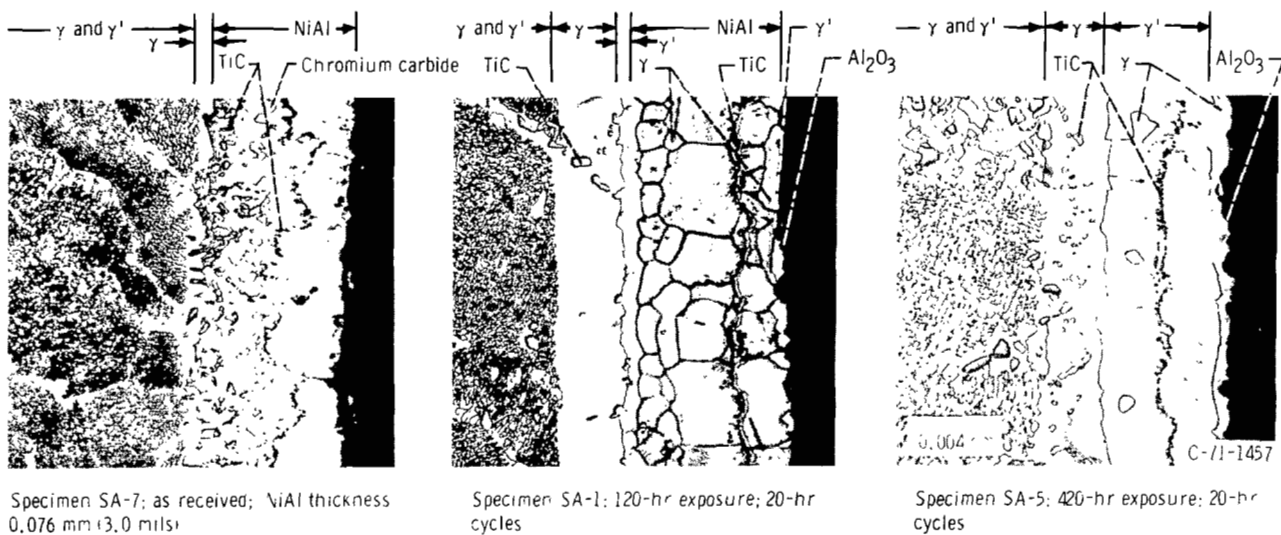 γ and γ'
γ
NiAl
TiC
Chromium carbide
γ and γ'
γ
γ'
NiAl
γ'
TiC
γ
TiC
Al₂O₃
γ and γ'
γ
γ'
TiC
γ
Al₂O₃
0.004
C-71-1457
Specimen SA-7; as received; NiAl thickness
0.076 mm (3.0 mils)
Specimen SA-1; 120-hr exposure; 20-hr
cycles
Specimen SA-5; 420-hr exposure; 20-hr
cycles